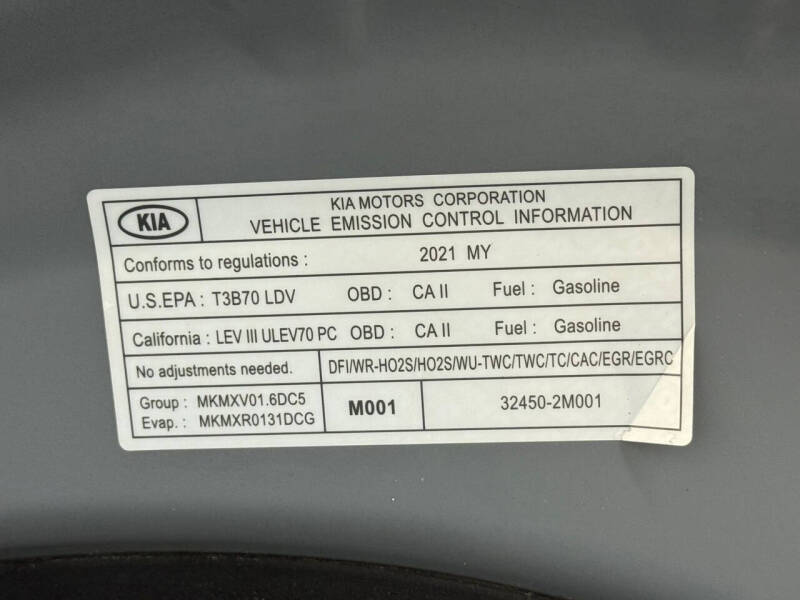 KIA
KIA MOTORS CORPORATION
VEHICLE EMISSION CONTROL INFORMATION
Conforms to regulations : 2021 MY
U.S.EPA : T3B70 LDV OBD : CA II Fuel : Gasoline
California : LEV III ULEV70 PC OBD : CA II Fuel : Gasoline
No adjustments needed. DFI/WR-HO2S/HO2S/WU-TWC/TWC/TC/CAC/EGR/EGRC
Group : MKMXV01.6DC5
Evap. : MKMXR0131DCG
M001
32450-2M001